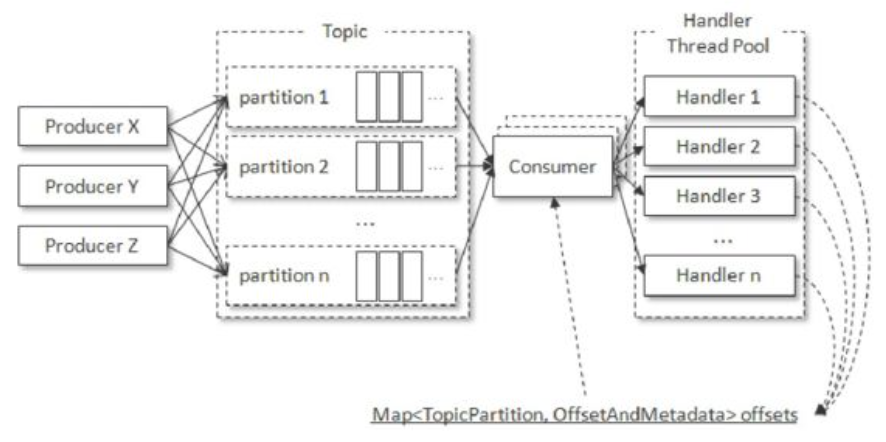 Topic
Handler
Thread Pool
Producer X
Producer Y
Producer Z
partition 1
...
partition 2
...
...
partition n
...
Consumer
Handler 1
Handler 2
Handler 3
...
Handler n
Map<TopicPartition, OffsetAndMetadata> offsets